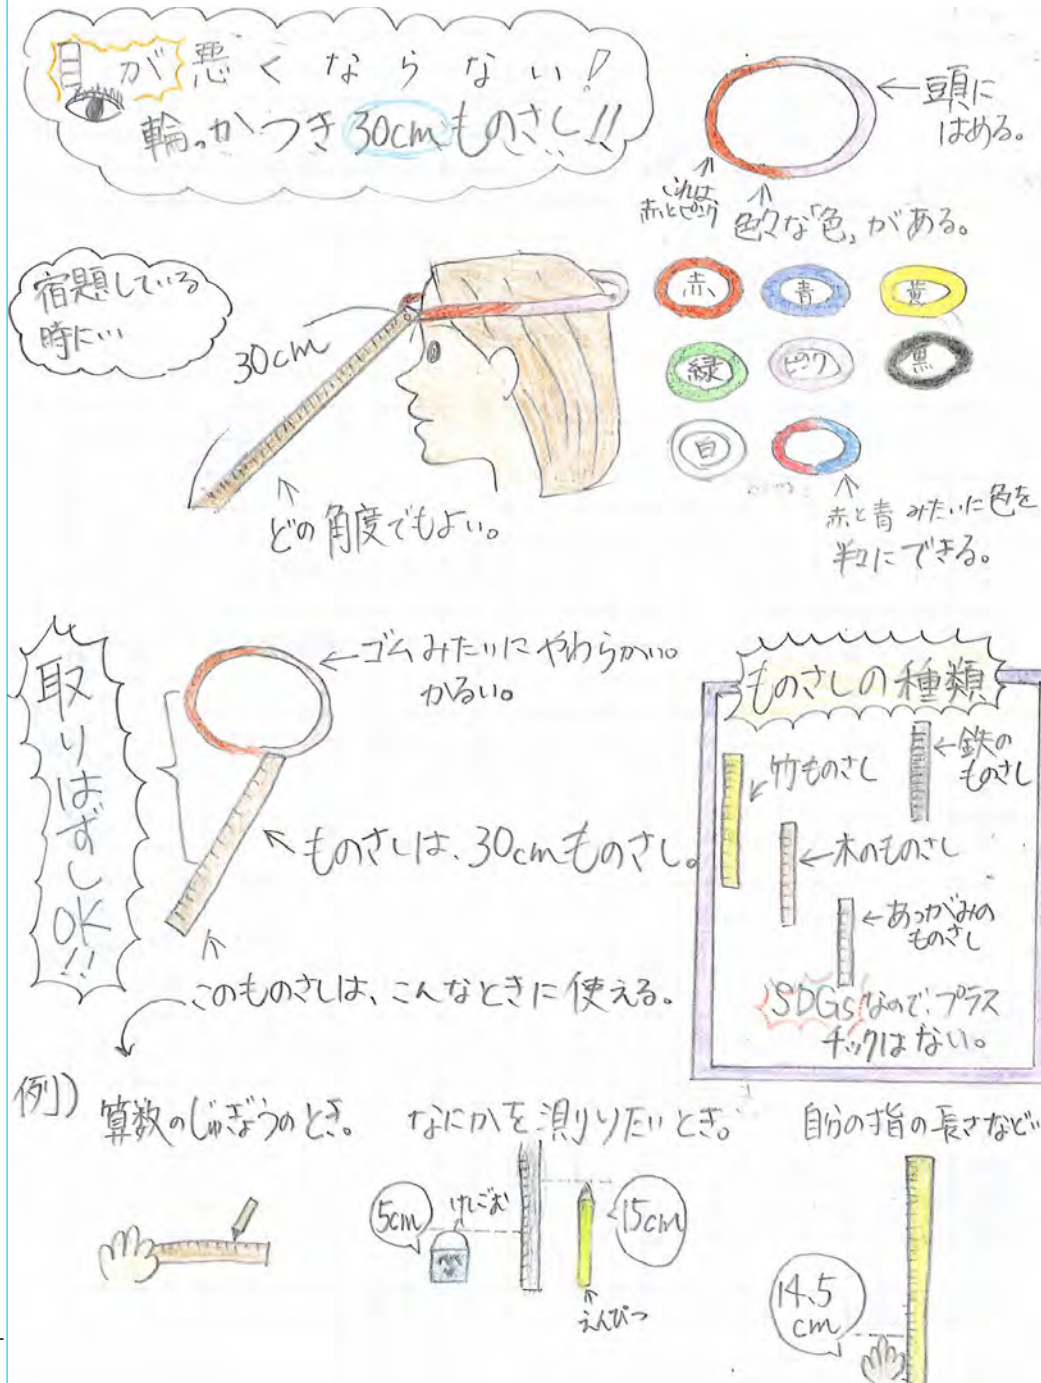 目が悪くならない!
輪っかつき30cmものさし!!
←頭に
はめる。
これは
赤とピンク
色々な「色」がある。
宿題している
時に…
30cm
どの角度でもよい。
赤
青
黄
緑
ピンク
黒
白
赤と青みたいに色を
半々にできる。
取りはずしOK!!
←ゴムみたいにやわらかい。
かるい。
ものさしは、30cmものさし。
このものさしは、こんなときに使える。
ものさしの種類
竹ものさし
←鉄の
ものさし
←木のものさし
←あつがみの
ものさし
SDGsなので、プラス
チックはない。
例)
算数のじゅぎょうのとき。
なにかを測りりたいとき。
5cm
けしごむ
15cm
えんぴつ
自分の指の長さなど…
14.5
cm